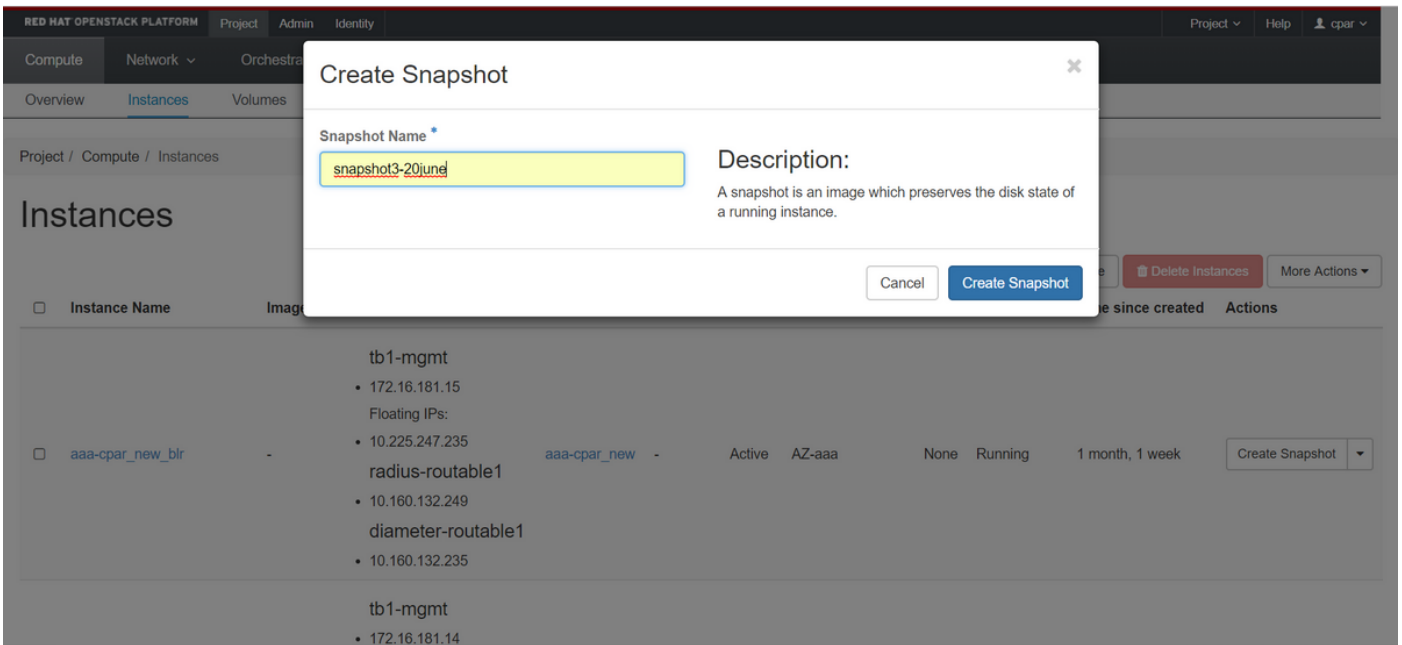 RED HAT OPENSTACK PLATFORM Project Admin Identity Project Help cpar
Compute Network Orchestra
Overview Instances Volumes
Project / Compute / Instances
Instances
Create Snapshot ×
Snapshot Name *
snapshot3-20june
Description:
A snapshot is an image which preserves the disk state of
a running instance.
Cancel Create Snapshot
e Delete Instances More Actions
Instance Name Image e since created Actions
tb1-mgmt
• 172.16.181.15
Floating IPs:
• 10.225.247.235
aaa-cpar_new_blr - aaa-cpar_new - Active AZ-aaa None Running 1 month, 1 week Create Snapshot
radius-routable1
• 10.160.132.249
diameter-routable1
• 10.160.132.235
tb1-mgmt
• 172.16.181.14